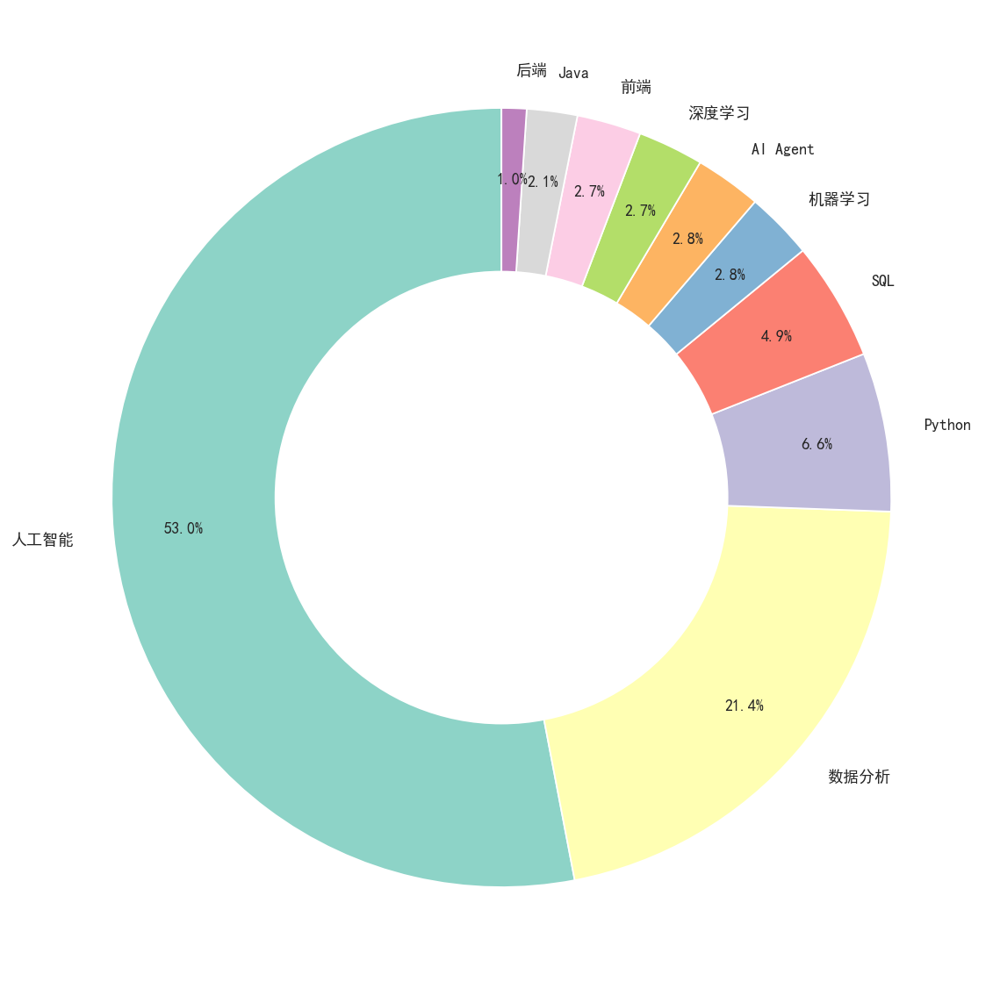 后端
Java
前端
深度学习
AI Agent
机器学习
SQL
Python
数据分析
人工智能
1.0%
2.1%
2.7%
2.7%
2.8%
2.8%
4.9%
6.6%
21.4%
53.0%